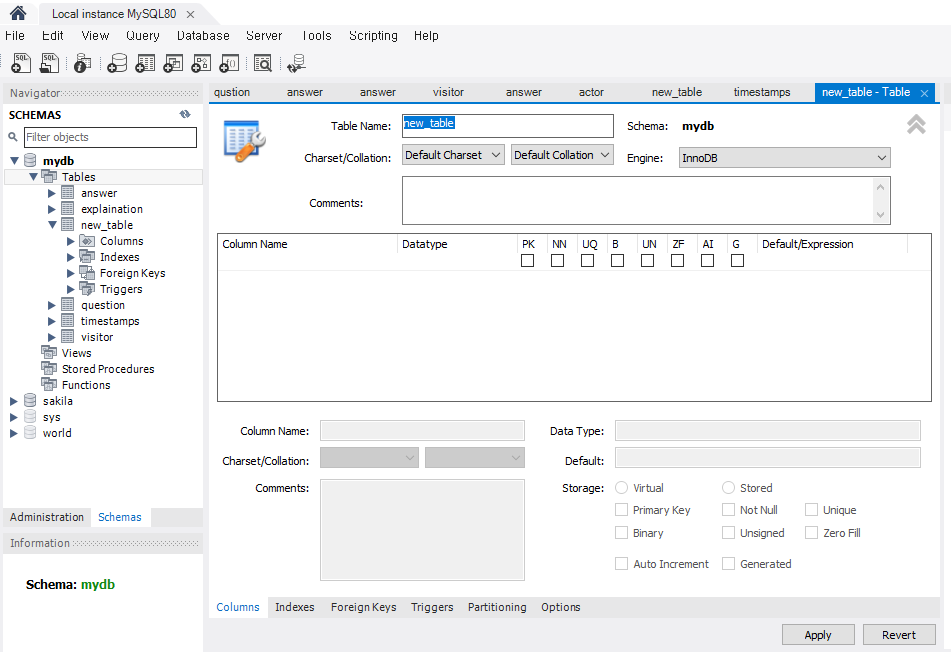 Local instance MySQL80
File Edit View Query Database Server Tools Scripting Help
Navigator
SCHEMAS
Filter objects
mydb
Tables
answer
explaination
new_table
Columns
Indexes
Foreign Keys
Triggers
question
timestamps
visitor
Views
Stored Procedures
Functions
sakila
sys
world
Administration Schemas
Information
Schema: mydb
qustion answer answer visitor answer actor new_table timestamps new_table - Table
Table Name: new_table Schema: mydb
Charset/Collation: Default Charset Default Collation Engine: InnoDB
Comments:
Column Name Datatype PK NN UQ B UN ZF AI G Default/Expression
Column Name: Data Type:
Charset/Collation: Default:
Comments: Storage: Virtual Stored
Primary Key Not Null Unique
Binary Unsigned Zero Fill
Auto Increment Generated
Columns Indexes Foreign Keys Triggers Partitioning Options
Apply Revert